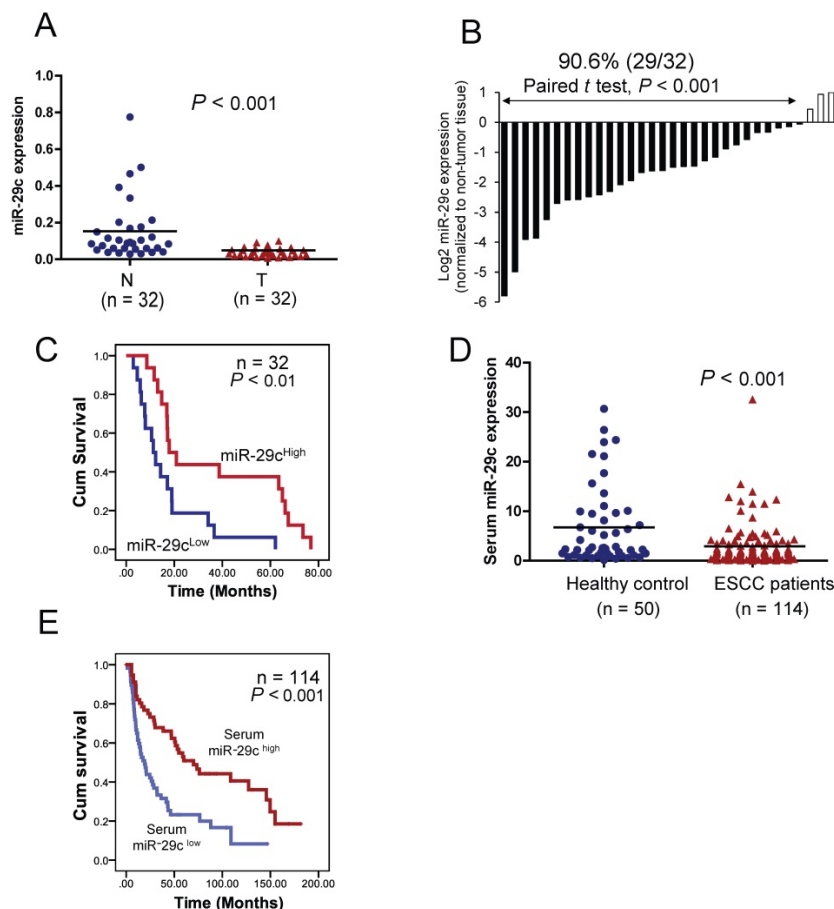 A
miR-29c expression
1.0
0.8
0.6
0.4
0.2
0.0
P < 0.001
N
T
(n = 32)
(n = 32)
B
90.6% (29/32)
Paired t test, P < 0.001
Log2 miR-29c expression
(normalized to non-tumor tissue)
1
0
-1
-2
-3
-4
-5
-6
C
Cum Survival
1.0
0.8
0.6
0.4
0.2
0.0
n = 32
P < 0.01
miR-29cHigh
miR-29cLow
.00 20.00 40.00 60.00 80.00
Time (Months)
D
Serum miR-29c expression
40
30
20
10
0
P < 0.001
Healthy control
ESCC patients
(n = 50)
(n = 114)
E
Cum survival
1.0
0.8
0.6
0.4
0.2
0.0
n = 114
P < 0.001
Serum
miR-29c high
Serum
miR-29c low
.00 50.00 100.00 150.00 200.00
Time (Months)